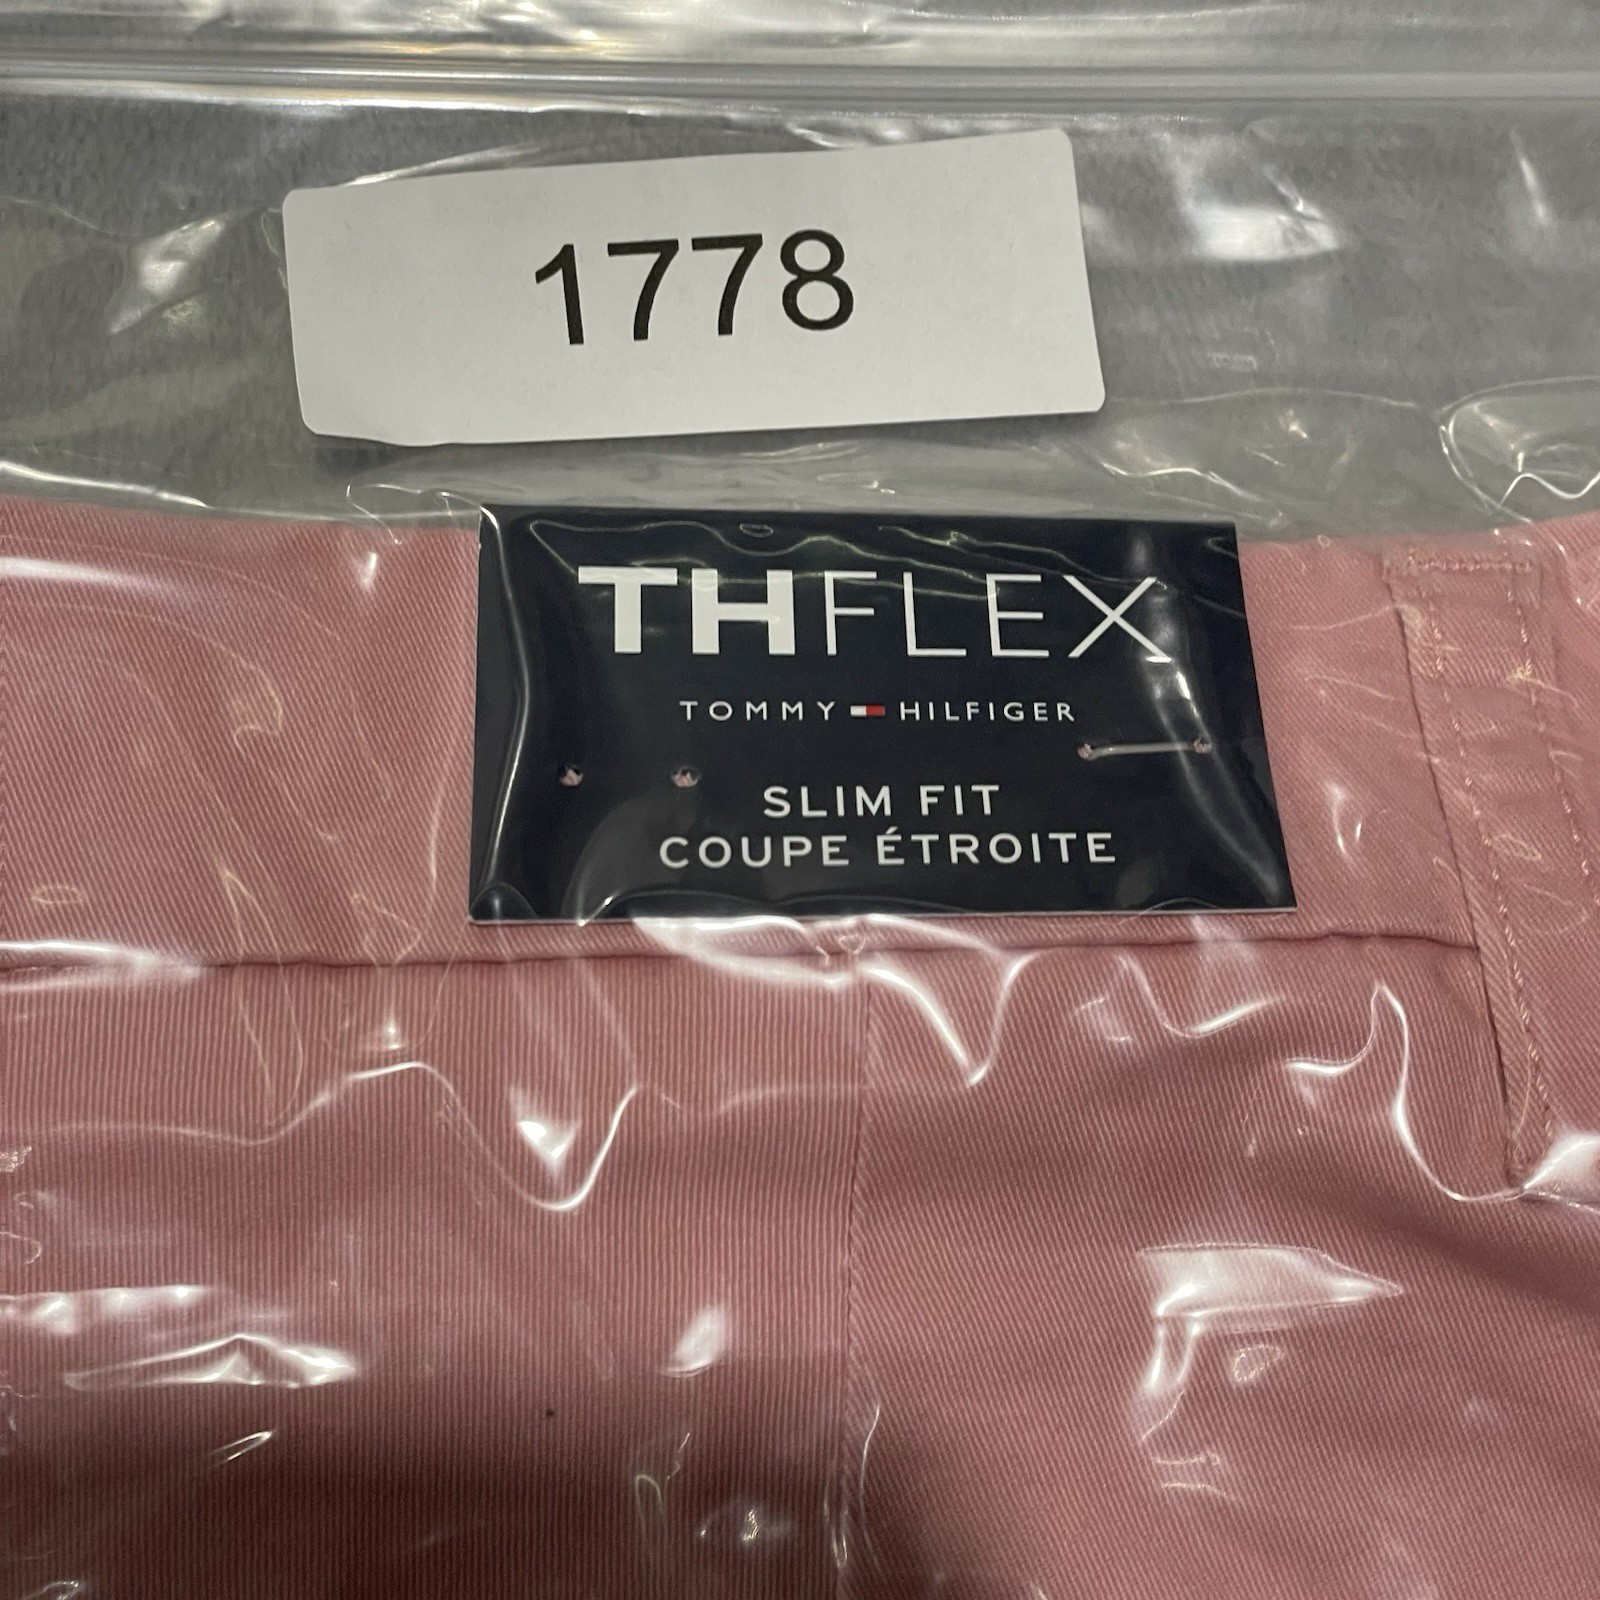 1778
THFLEX
TOMMY HILFIGER
SLIM FIT
COUPE ÉTROITE